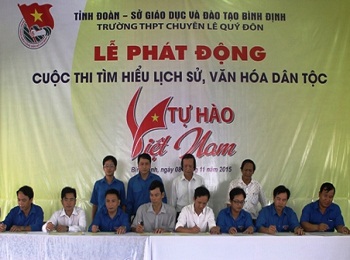 TỈNH ĐOÀN - SỞ GIÁO DỤC VÀ ĐÀO TẠO BÌNH ĐỊNH
TRƯỜNG THPT CHUYÊN LÊ QUÝ ĐÔN
LỄ PHÁT ĐỘNG
CUỘC THI TÌM HIỂU LỊCH SỬ, VĂN HÓA DÂN TỘC
TỰ HÀO
Việt Nam
ngày 11 2015